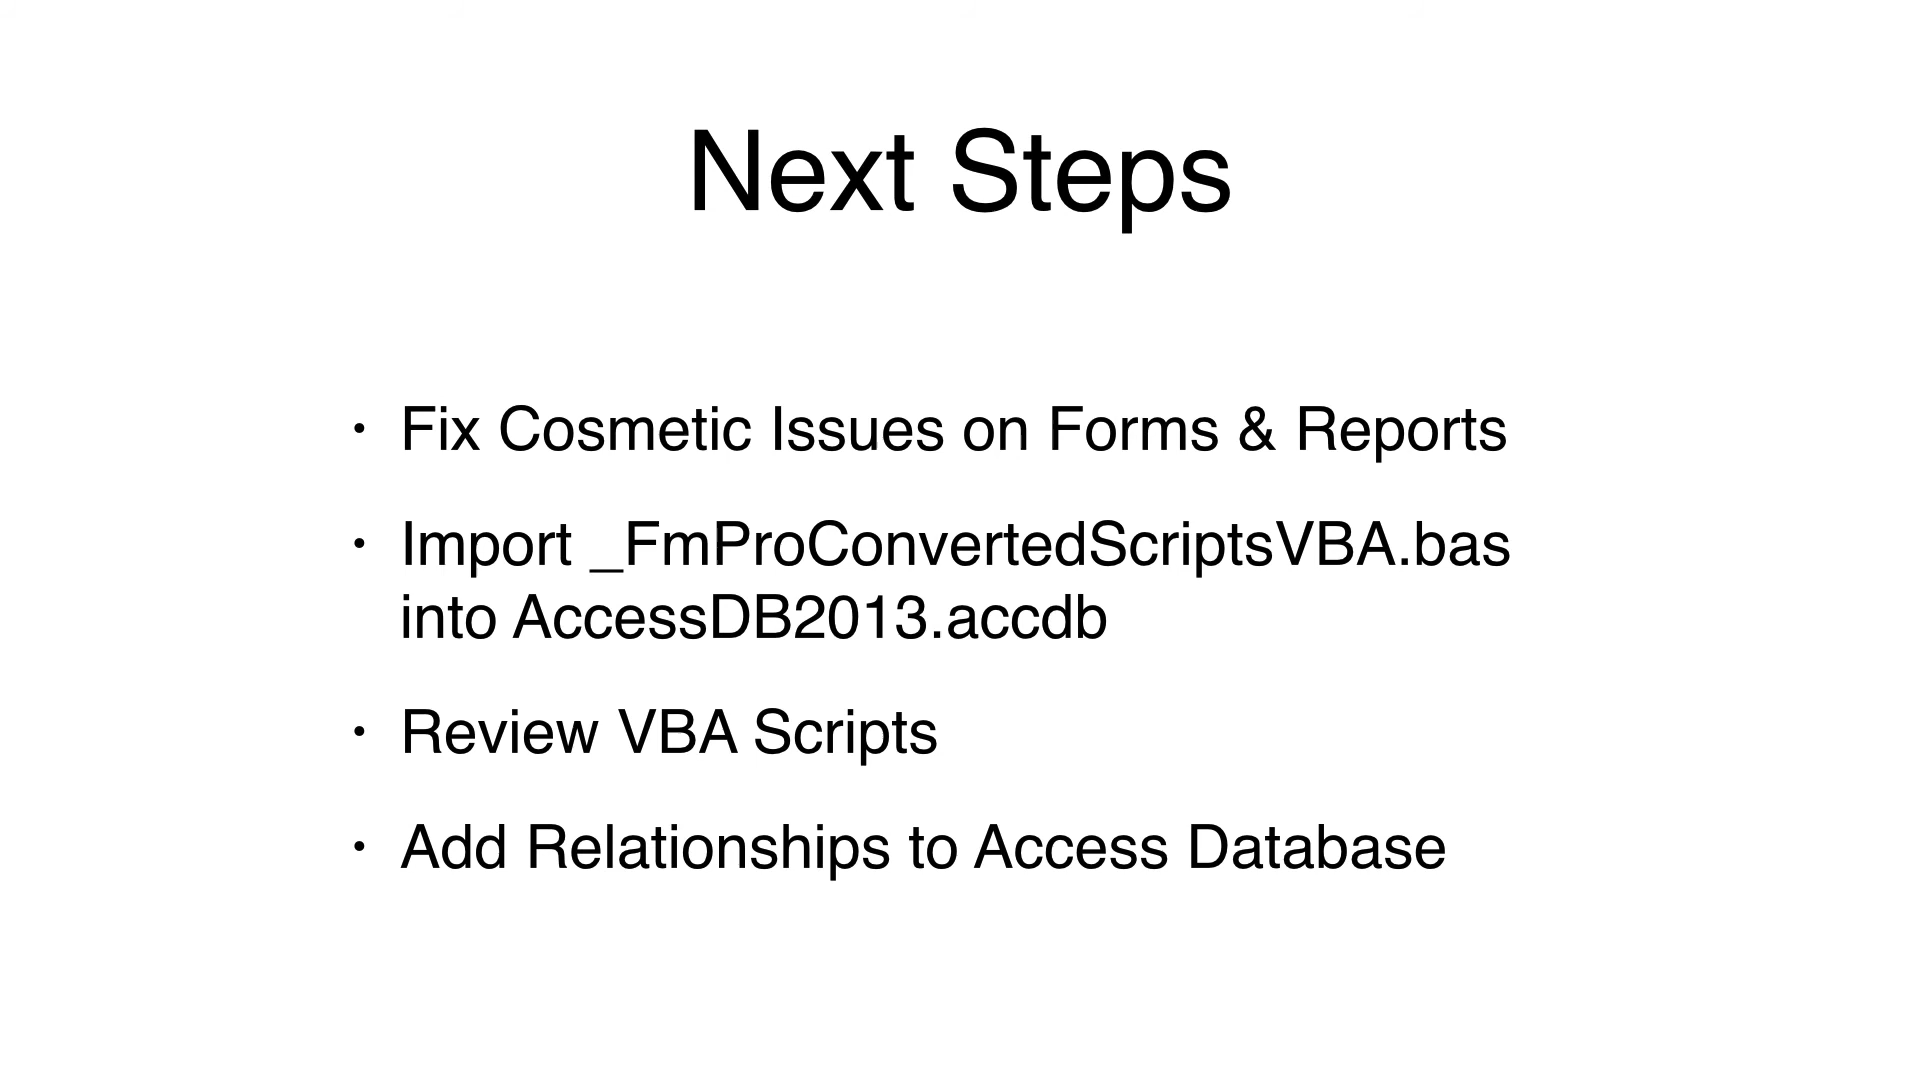 Next Steps
• Fix Cosmetic Issues on Forms & Reports
• Import _FmProConvertedScriptsVBA.bas
into AccessDB2013.accdb
• Review VBA Scripts
• Add Relationships to Access Database